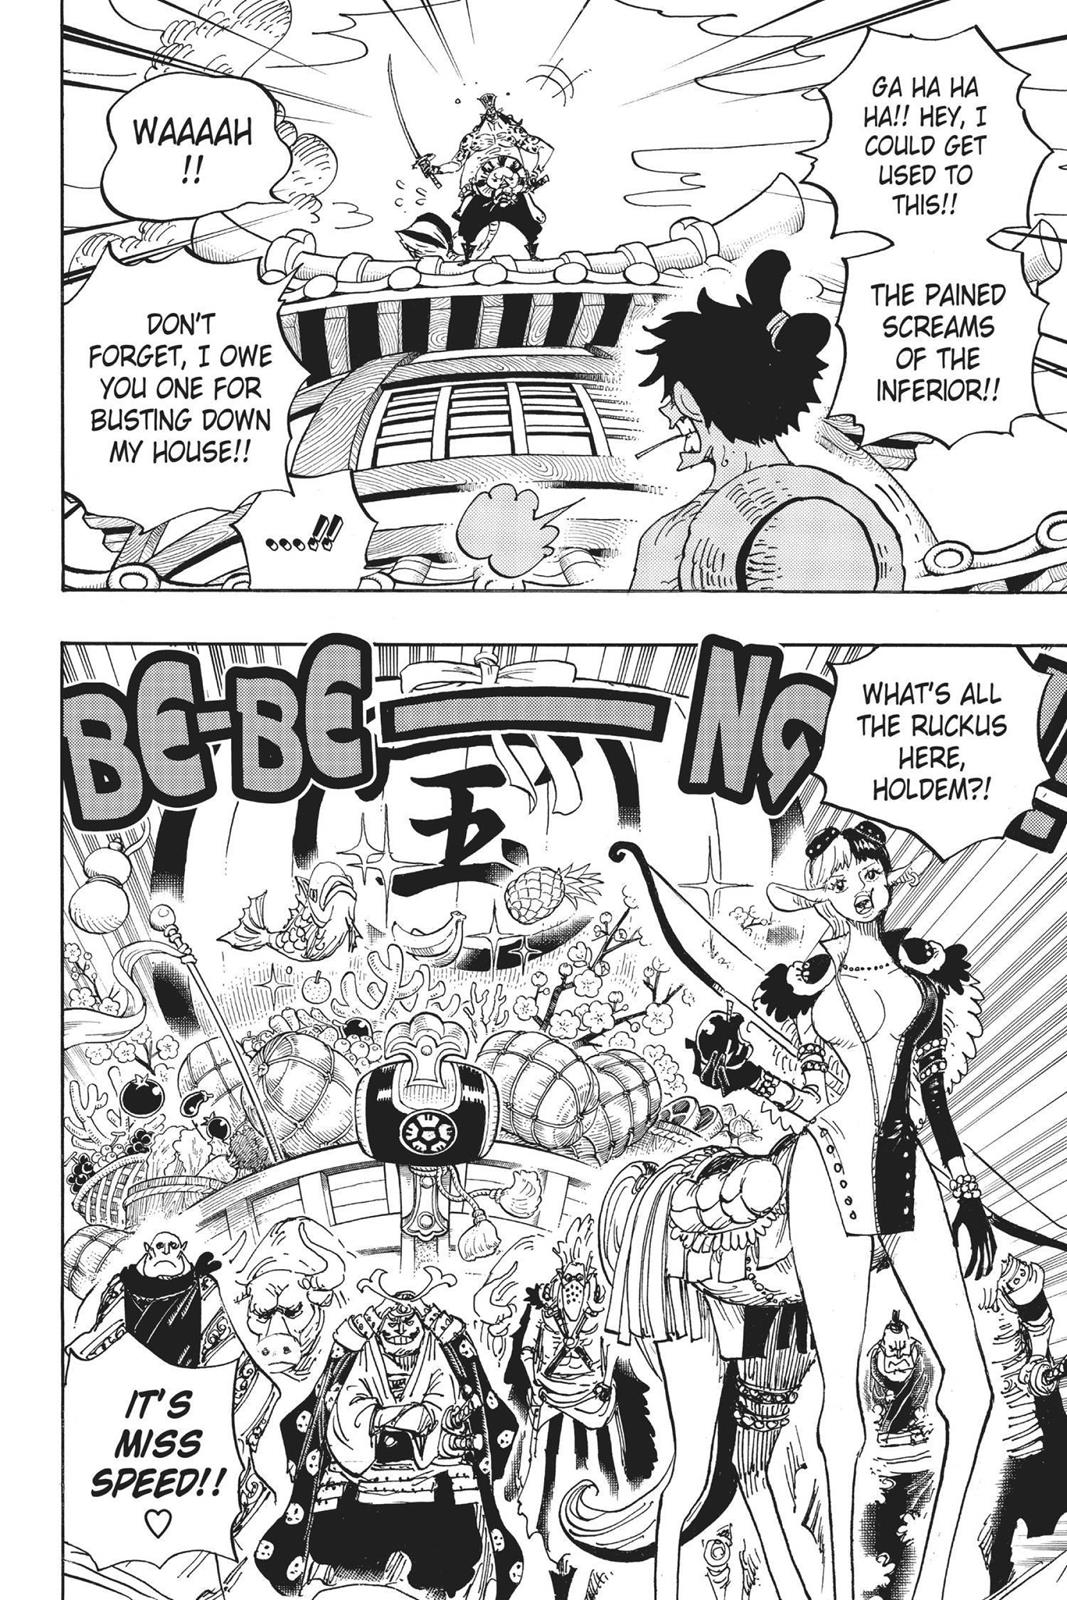 GA HA HA
HA!! HEY, I
COULD GET
USED TO
THIS!!
THE PAINED
SCREAMS
OF THE
INFERIOR!!
WAAAAH
!!
DON'T
FORGET, I OWE
YOU ONE FOR
BUSTING DOWN
MY HOUSE!!
...!!
WHAT'S ALL
THE RUCKUS
HERE,
HOLDEM?!
BE-BE
NG
王
IT'S
MISS
SPEED!!
♡